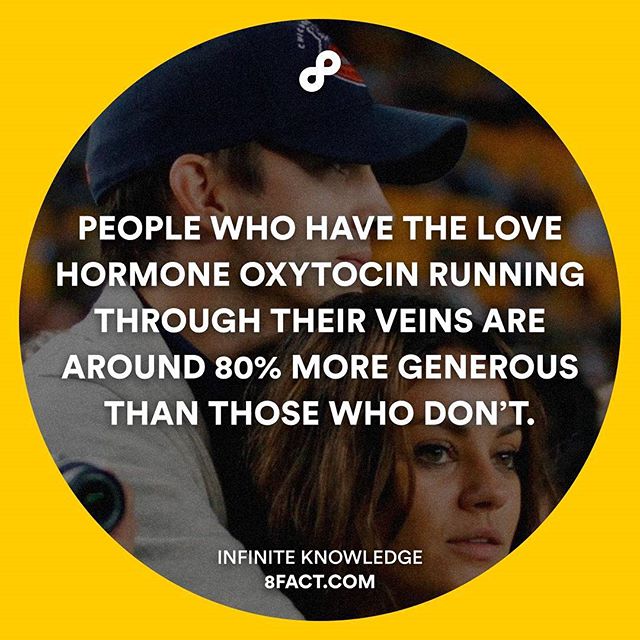 PEOPLE WHO HAVE THE LOVE
HORMONE OXYTOCIN RUNNING
THROUGH THEIR VEINS ARE
AROUND 80% MORE GENEROUS
THAN THOSE WHO DON'T.
INFINITE KNOWLEDGE
8FACT.COM